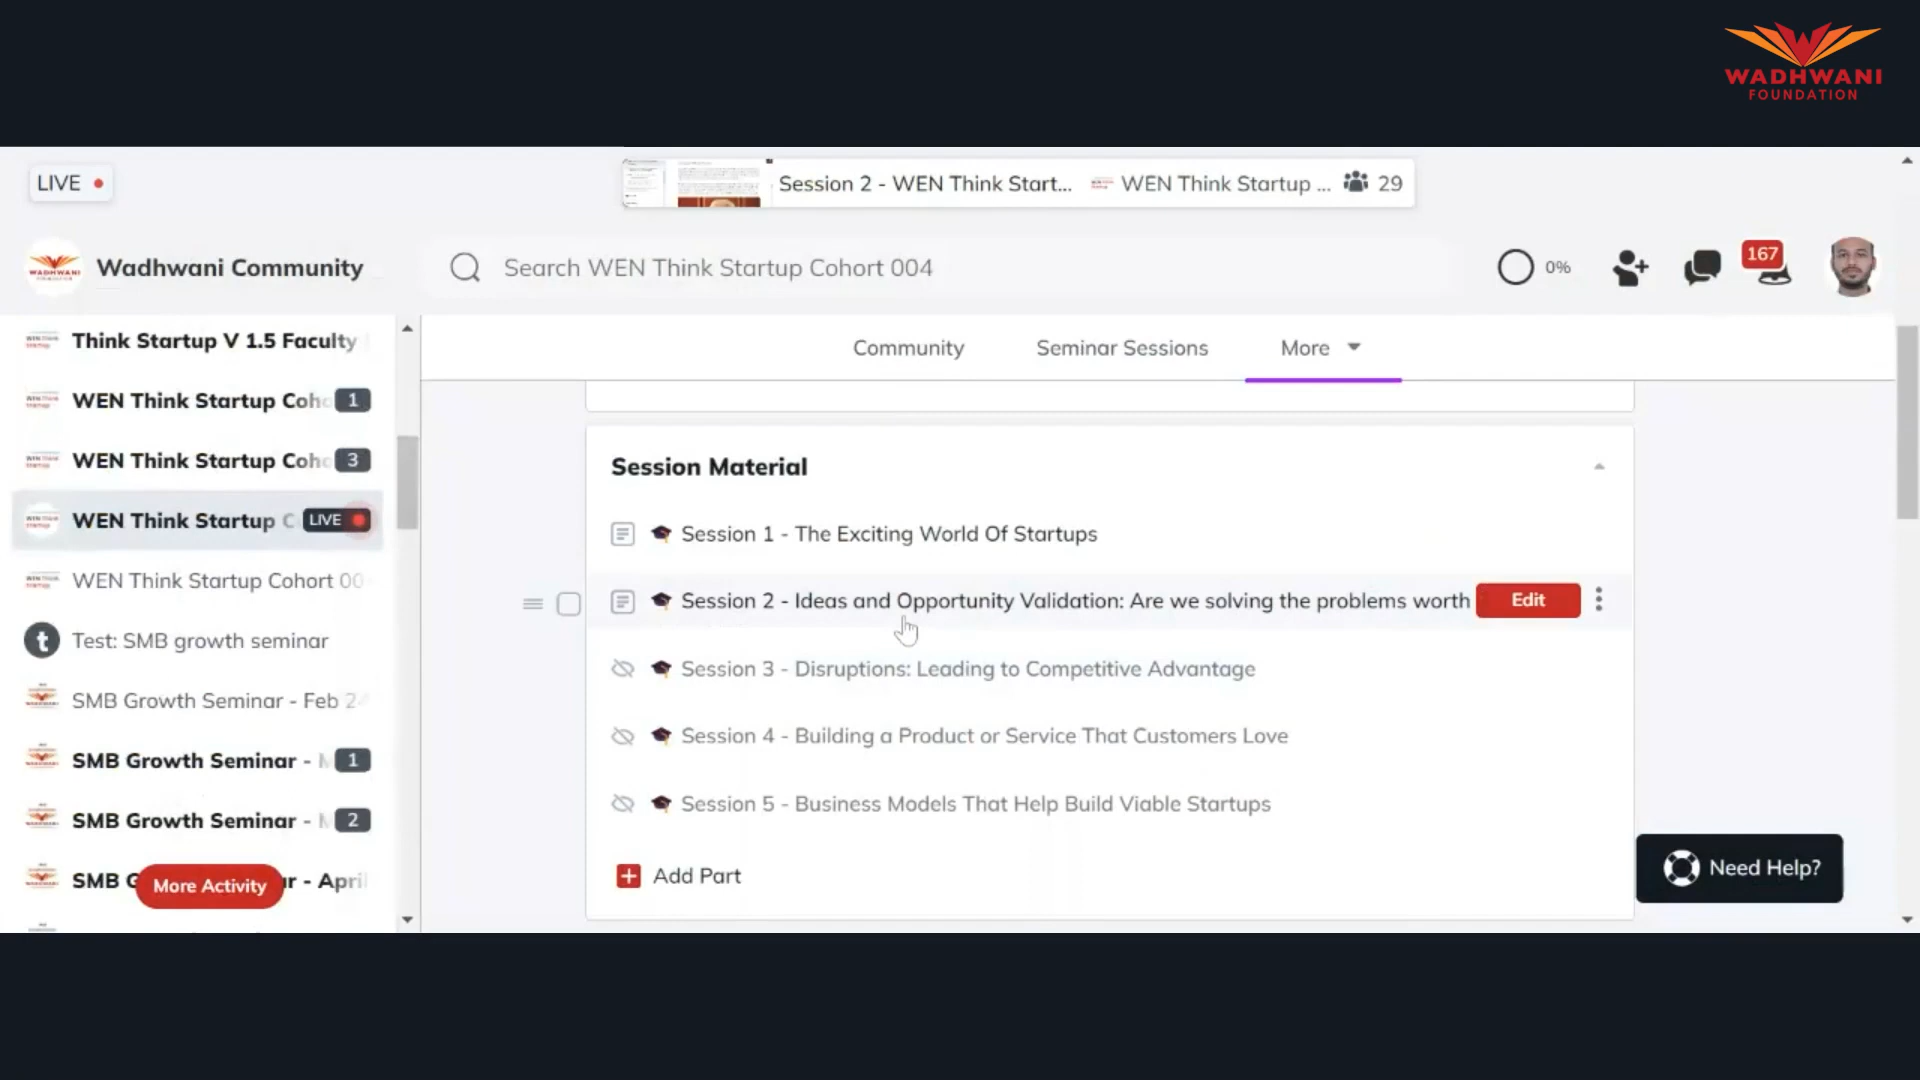 WADHWANI
FOUNDATION
LIVE
Session 2 - WEN Think Start... WEN Think Startup ... 29
Wadhwani Community
Search WEN Think Startup Cohort 004
0%
167
Think Startup V 1.5 Faculty
WEN Think Startup Coho 1
WEN Think Startup Coho 3
WEN Think Startup C LIVE
WEN Think Startup Cohort 00
t Test: SMB growth seminar
SMB Growth Seminar - Feb 24
SMB Growth Seminar - M 1
SMB Growth Seminar - M 2
SMB G r - April
More Activity
Community Seminar Sessions More
Session Material
Session 1 - The Exciting World Of Startups
Session 2 - Ideas and Opportunity Validation: Are we solving the problems worth Edit
Session 3 - Disruptions: Leading to Competitive Advantage
Session 4 - Building a Product or Service That Customers Love
Session 5 - Business Models That Help Build Viable Startups
Add Part
Need Help?